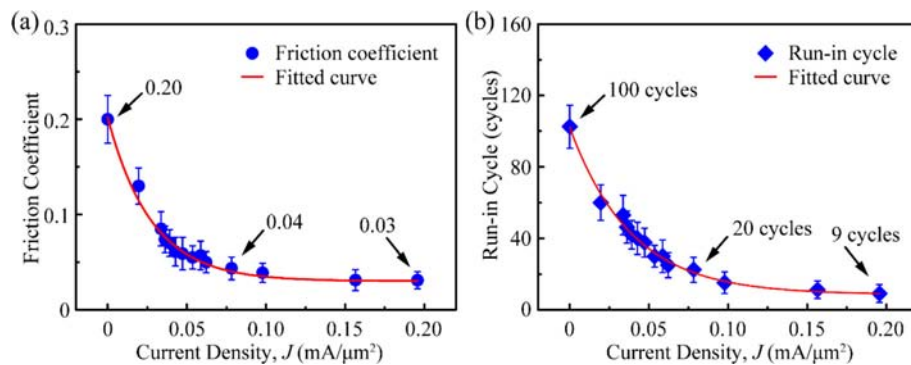 (a)
0.3
0.2
0.1
0
Friction Coefficient
Friction coefficient
Fitted curve
0.20
0.04
0.03
0
0.05
0.10
0.15
0.20
Current Density, J (mA/μm²)
(b)
160
120
80
40
0
Run-in Cycle (cycles)
Run-in cycle
Fitted curve
100 cycles
20 cycles
9 cycles
0
0.05
0.10
0.15
0.20
Current Density, J (mA/μm²)